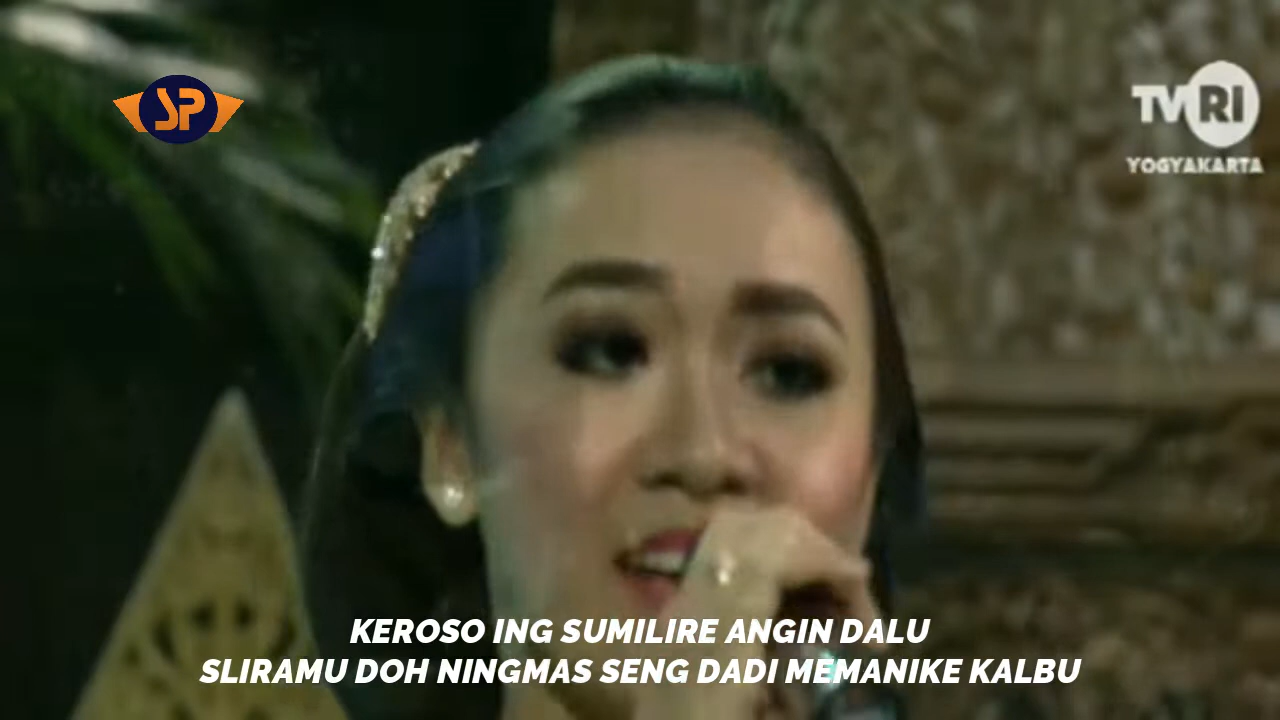 SP
TVRI
YOGYAKARTA
KEROSO ING SUMILIRE ANGIN DALU
SLIRAMU DOH NINGMAS SENG DADI MEMANIKE KALBU